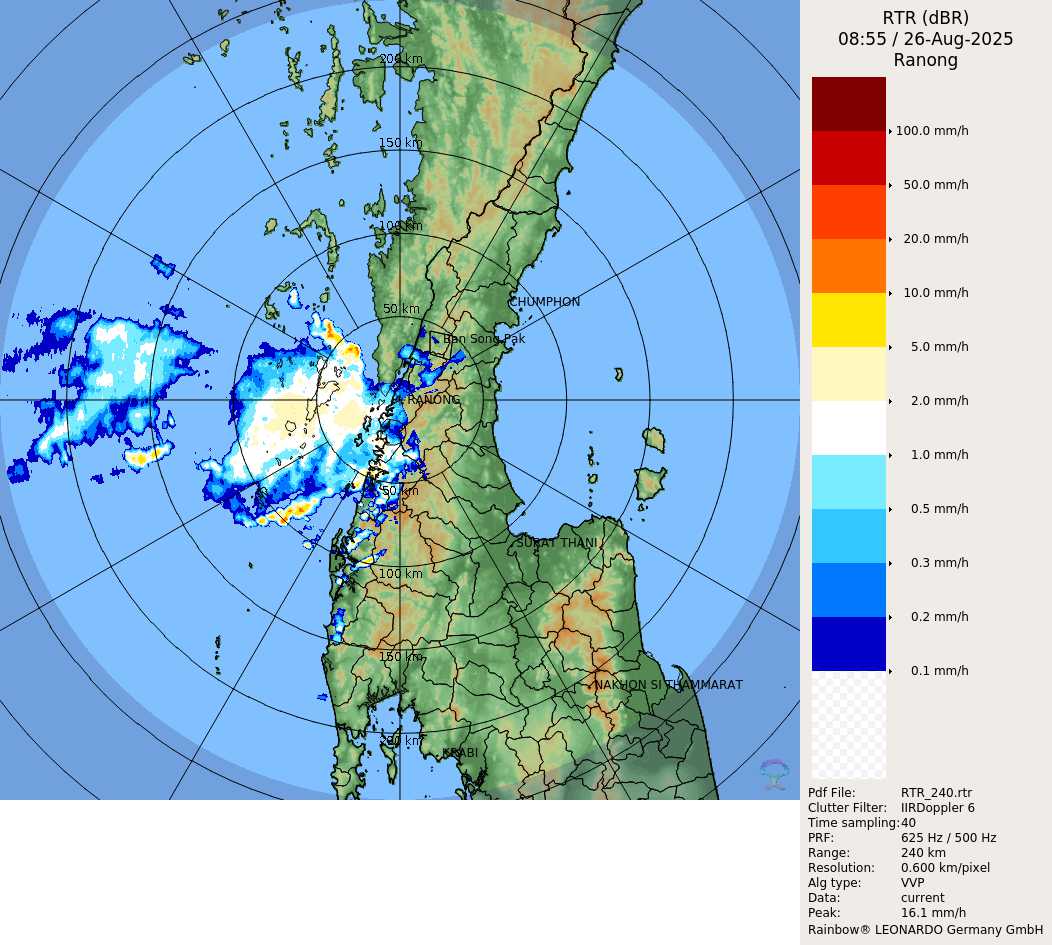 RTR (dBR)
08:55 / 26-Aug-2025
Ranong
200 km
150 km
100 km
50 km
CHUMPHON
Ban Song Pak
RANONG
50 km
SURAT THANI
100 km
150 km
NAKHON SI THAMMARAT
200 km
KRABI
100.0 mm/h
50.0 mm/h
20.0 mm/h
10.0 mm/h
5.0 mm/h
2.0 mm/h
1.0 mm/h
0.5 mm/h
0.3 mm/h
0.2 mm/h
0.1 mm/h
Pdf File: RTR_240.rtr
Clutter Filter: IIRDoppler 6
Time sampling:40
PRF: 625 Hz / 500 Hz
Range: 240 km
Resolution: 0.600 km/pixel
Alg type: VVP
Data: current
Peak: 16.1 mm/h
Rainbow® LEONARDO Germany GmbH